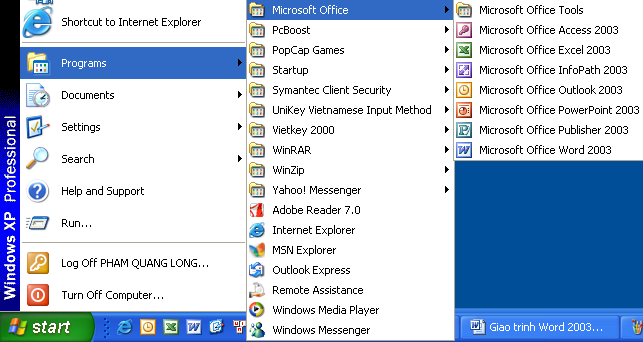 Shortcut to Internet Explorer
Programs
Documents
Settings
Search
Help and Support
Run...
Log Off PHAM QUANG LONG...
Turn Off Computer...
Windows XP Professional
start
Microsoft Office
PcBoost
PopCap Games
Startup
Symantec Client Security
UniKey Vietnamese Input Method
Vietkey 2000
WinRAR
WinZip
Yahoo! Messenger
Adobe Reader 7.0
Internet Explorer
MSN Explorer
Outlook Express
Remote Assistance
Windows Media Player
Windows Messenger
Microsoft Office Tools
Microsoft Office Access 2003
Microsoft Office Excel 2003
Microsoft Office InfoPath 2003
Microsoft Office Outlook 2003
Microsoft Office PowerPoint 2003
Microsoft Office Publisher 2003
Microsoft Office Word 2003
Giao trinh Word 2003...